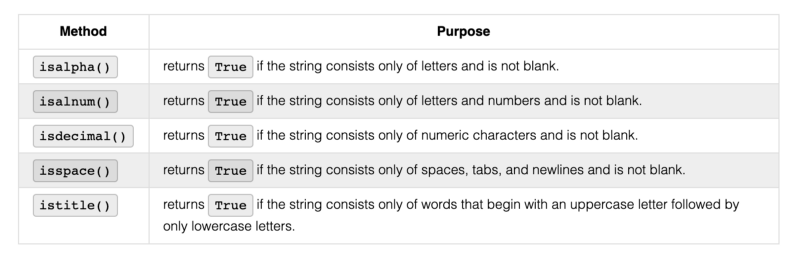 Method Purpose
isalpha() returns True if the string consists only of letters and is not blank.
isalnum() returns True if the string consists only of letters and numbers and is not blank.
isdecimal() returns True if the string consists only of numeric characters and is not blank.
isspace() returns True if the string consists only of spaces, tabs, and newlines and is not blank.
istitle() returns True if the string consists only of words that begin with an uppercase letter followed by
only lowercase letters.